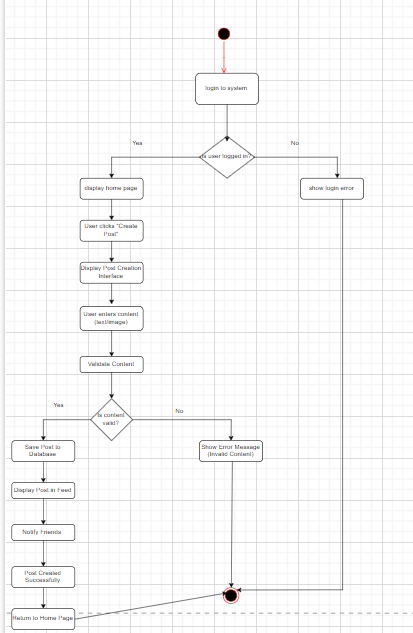 login to system
Is user logged in?
Yes
No
display home page
show login error
User clicks "Create
Post"
Display Post Creation
Interface
User enters content
(text/image)
Validate Content
Is content
valid?
Yes
No
Save Post to
Database
Show Error Message
(Invalid Content)
Display Post in Feed
Notify Friends
Post Created
Successfully
Return to Home Page